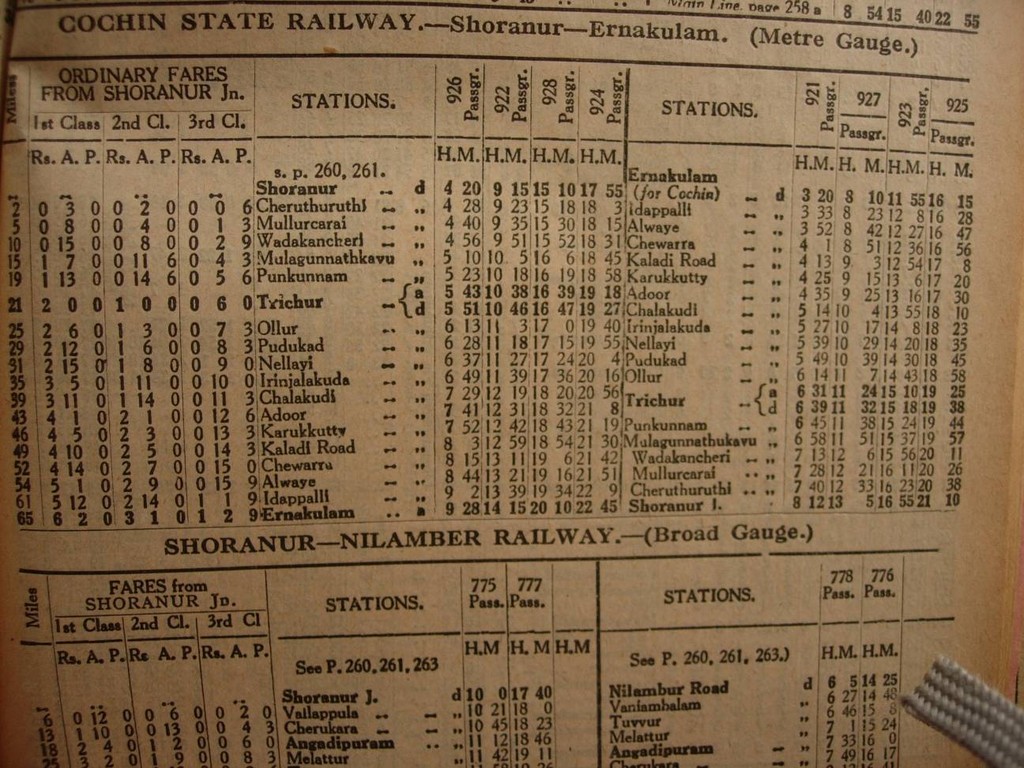 Main Line, page 258a 8 54 15 40 22 55
COCHIN STATE RAILWAY.—Shoranur—Ernakulam. (Metre Gauge.)
Miles ORDINARY FARES FROM SHORANUR Jn. STATIONS. 926 Passgr. 922 Passgr. 928 Passgr. 924 Passgr. STATIONS. 921 Passgr. 927 Passgr. 923 Passgr. 925 Passgr.
1st Class 2nd Cl. 3rd Cl.
Rs. A. P. Rs. A. P. Rs. A. P. s. p. 260, 261. H.M. H.M. H.M. H.M. Ernakulam H.M. H. M. H.M. H. M.
Shoranur d 4 20 9 15 15 10 17 55 (for Cochin) d 3 20 8 10 11 55 16 15
2 0 3 0 0 2 0 0 0 6 Cheruthuruthi „ 4 28 9 23 15 18 18 3 Idappalli „ 3 33 8 23 12 8 16 28
5 0 8 0 0 4 0 0 1 3 Mullurcarai „ 4 40 9 35 15 30 18 15 Alwaye „ 3 52 8 42 12 27 16 47
10 0 15 0 0 8 0 0 2 9 Wadakancheri „ 4 56 9 51 15 52 18 31 Chewarra „ 4 1 8 51 12 36 16 56
15 1 7 0 0 11 6 0 4 3 Mulagunnathkavu „ 5 10 10 5 16 6 18 45 Kaladi Road „ 4 13 9 3 12 54 17 8
19 1 13 0 0 14 6 0 5 6 Punkunnam „ 5 23 10 18 16 19 18 58 Karukkutty „ 4 25 9 15 13 6 17 20
21 2 0 0 1 0 0 0 6 0 Trichur { a 5 43 10 38 16 39 19 18 Adoor „ 4 35 9 25 13 16 17 30
d 5 51 10 46 16 47 19 27 Chalakudi „ 5 14 10 4 13 55 18 10
25 2 6 0 1 3 0 0 7 3 Ollur „ 6 13 11 3 17 0 19 40 Irinjalakuda „ 5 27 10 17 14 8 18 23
29 2 12 0 1 6 0 0 8 3 Pudukad „ 6 28 11 18 17 15 19 55 Nellayi „ 5 39 10 29 14 20 18 35
31 2 15 0 1 8 0 0 9 0 Nellayi „ 6 37 11 27 17 24 20 4 Pudukad „ 5 49 10 39 14 30 18 45
35 3 5 0 1 11 0 0 10 0 Irinjalakuda „ 6 49 11 39 17 36 20 16 Ollur „ 6 14 11 7 14 43 18 58
39 3 11 0 1 14 0 0 11 3 Chalakudi „ 7 29 12 19 18 20 20 56 Trichur { a 6 31 11 24 15 10 19 25
43 4 1 0 2 1 0 0 12 6 Adoor „ 7 41 12 31 18 32 21 8 d 6 39 11 32 15 18 19 38
46 4 5 0 2 3 0 0 13 3 Karukkutty „ 7 52 12 42 18 43 21 19 Punkunnam „ 6 45 11 38 15 24 19 44
49 4 10 0 2 5 0 0 14 3 Kaladi Road „ 8 3 12 59 18 54 21 30 Mulagunnathukavu „ 6 58 11 51 15 37 19 57
52 4 14 0 2 7 0 0 15 0 Chewarra „ 8 15 13 11 19 6 21 42 Wadakancheri „ 7 13 12 6 15 56 20 11
54 5 1 0 2 9 0 0 15 9 Alwaye „ 8 44 13 21 19 16 21 51 Mullurcarai „ 7 28 12 21 16 11 20 26
61 5 12 0 2 14 0 1 1 9 Idappalli „ 9 2 13 39 19 34 22 9 Cheruthuruthi „ 7 40 12 33 16 23 20 38
65 6 2 0 3 1 0 1 2 9 Ernakulam a 9 28 14 15 20 10 22 45 Shoranur J. 8 12 13 5 16 55 21 10
SHORANUR—NILAMBER RAILWAY.—(Broad Gauge.)
Miles FARES from SHORANUR Jn. STATIONS. 775 Pass. 777 Pass. STATIONS. 778 Pass. 776 Pass.
1st Class 2nd Cl. 3rd Cl
Rs. A. P. Rs A. P. Rs. A. P. See P. 260, 261, 263 H.M H. M H.M See P. 260, 261, 263.) H.M. H.M.
Shoranur J. d 10 0 17 40 Nilambur Road d 6 5 14 25
6 0 12 0 0 6 0 0 2 0 Vallappula „ 10 21 18 0 Vaniambalam „ 6 27 14 48
13 1 10 0 0 13 0 0 4 3 Cherukara „ 10 45 18 23 Tuvvur „ 6 46 15 8
18 2 4 0 1 2 0 0 6 0 Angadipuram „ 11 12 18 46 Melattur „ 7 1 15 24
25 3 2 0 1 9 0 0 8 3 Melattur „ 11 42 19 11 Angadipuram „ 7 33 16 0
Cherukara „ 7 49 16 17